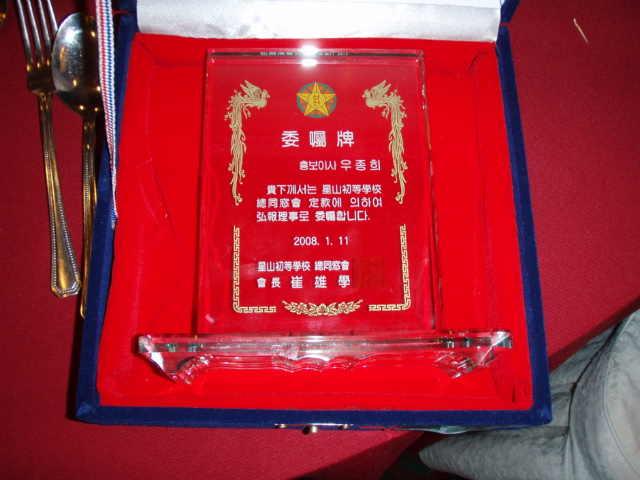 성산
委囑牌
홍보이사 우종희
貴下께서는 星山初等學校
總同窓會 定款에 의하여
弘報理事로 委囑합니다.
2008. 1. 11
星山初等學校 總同窓會
會長 崔雄學